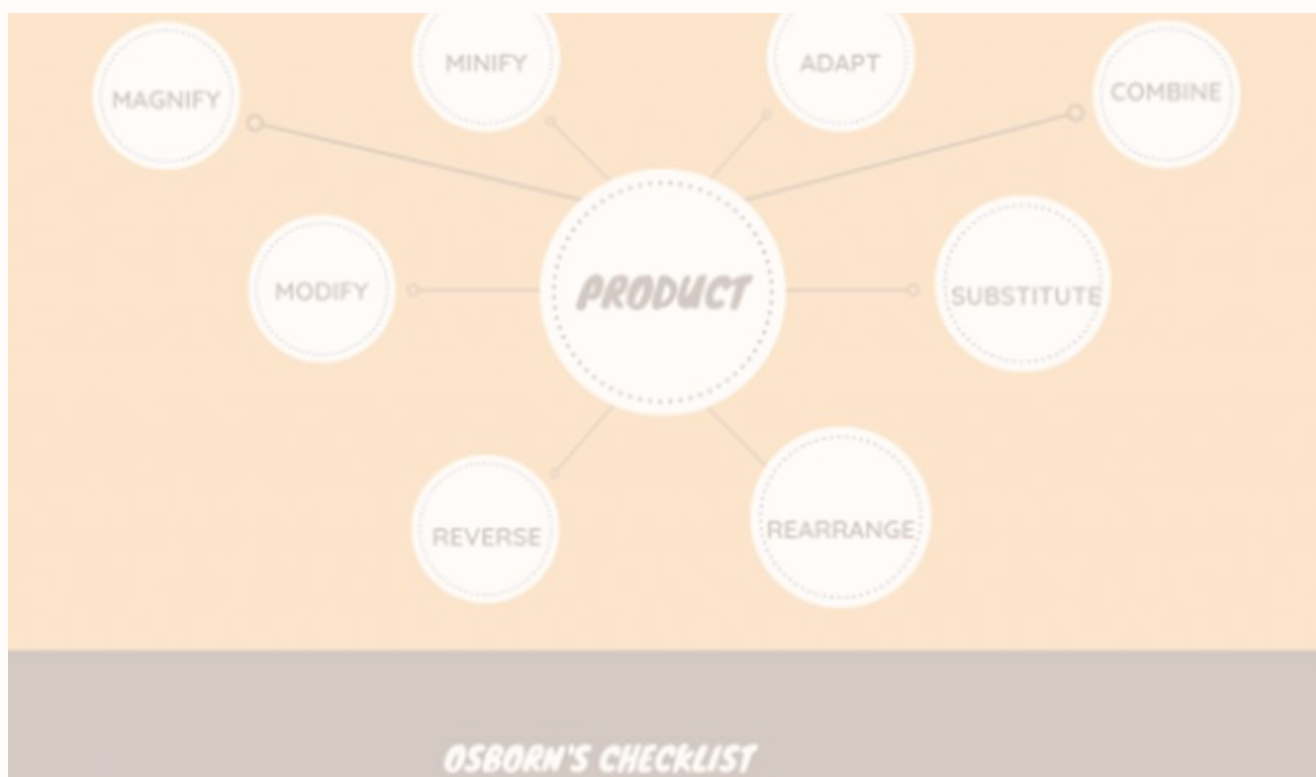 MINIFY
ADAPT
MAGNIFY
COMBINE
MODIFY
PRODUCT
SUBSTITUTE
REVERSE
REARRANGE
OSBORN'S CHECKLIST